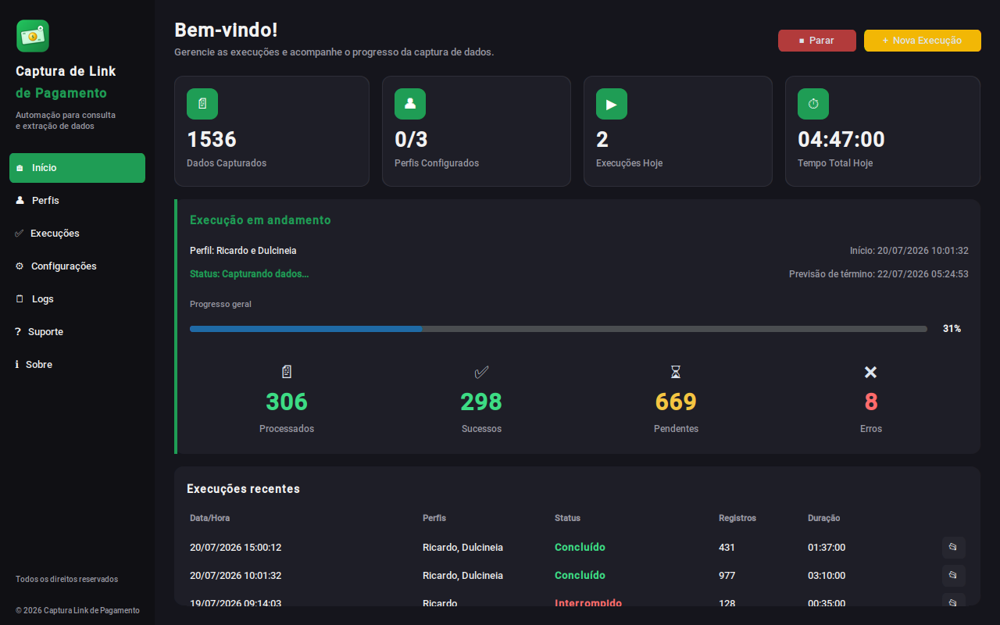 Captura de Link
de Pagamento
Automação para consulta
e extração de dados
Início
Perfis
Execuções
Configurações
Logs
? Suporte
i Sobre
Todos os direitos reservados
© 2026 Captura Link de Pagamento
Bem-vindo!
Gerencie as execuções e acompanhe o progresso da captura de dados.
Parar
+ Nova Execução
1536
Dados Capturados
0/3
Perfis Configurados
2
Execuções Hoje
04:47:00
Tempo Total Hoje
Execução em andamento
Perfil: Ricardo e Dulcineia
Início: 20/07/2026 10:01:32
Status: Capturando dados...
Previsão de término: 22/07/2026 05:24:53
Progresso geral
31%
306
Processados
298
Sucessos
669
Pendentes
8
Erros
Execuções recentes
Data/Hora Perfis Status Registros Duração
20/07/2026 15:00:12 Ricardo, Dulcineia Concluído 431 01:37:00
20/07/2026 10:01:32 Ricardo, Dulcineia Concluído 977 03:10:00
19/07/2026 09:14:03 Ricardo Interrompido 128 00:35:00